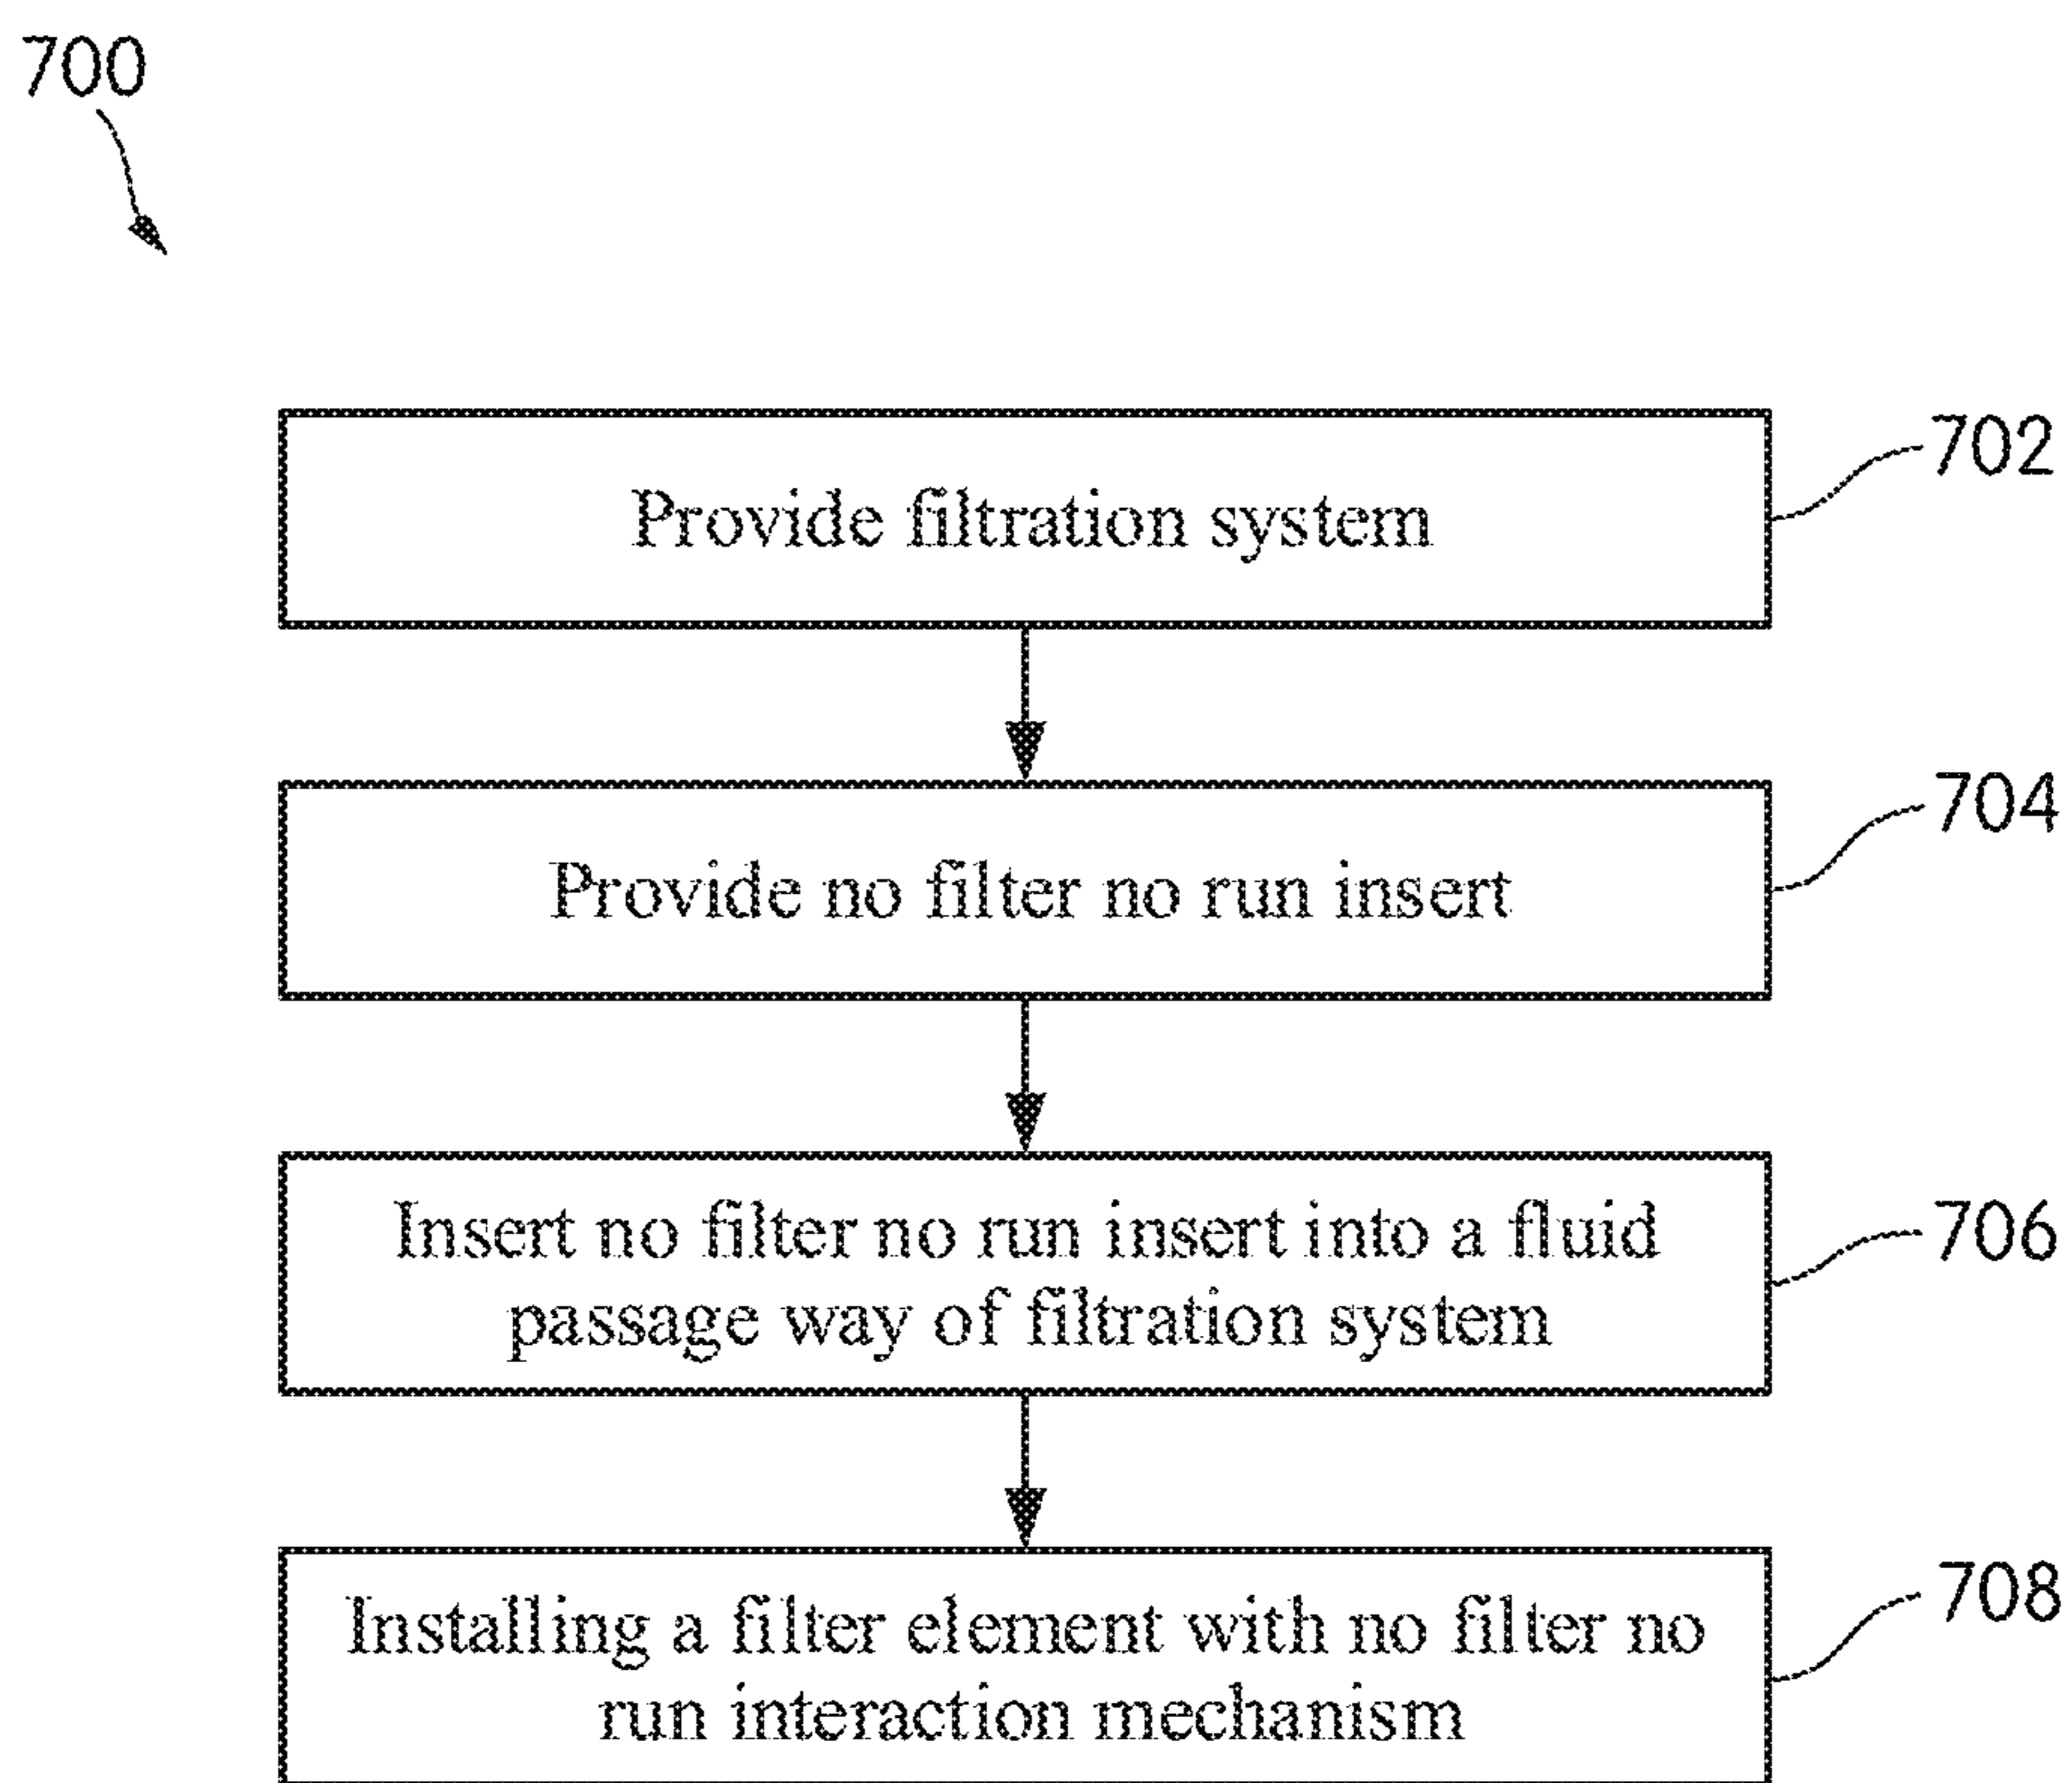 700
Provide filtration system
702
Provide no filter no run insert
704
Insert no filter no run insert into a fluid
passage way of filtration system
706
Installing a filter element with no filter no
run interaction mechanism
708